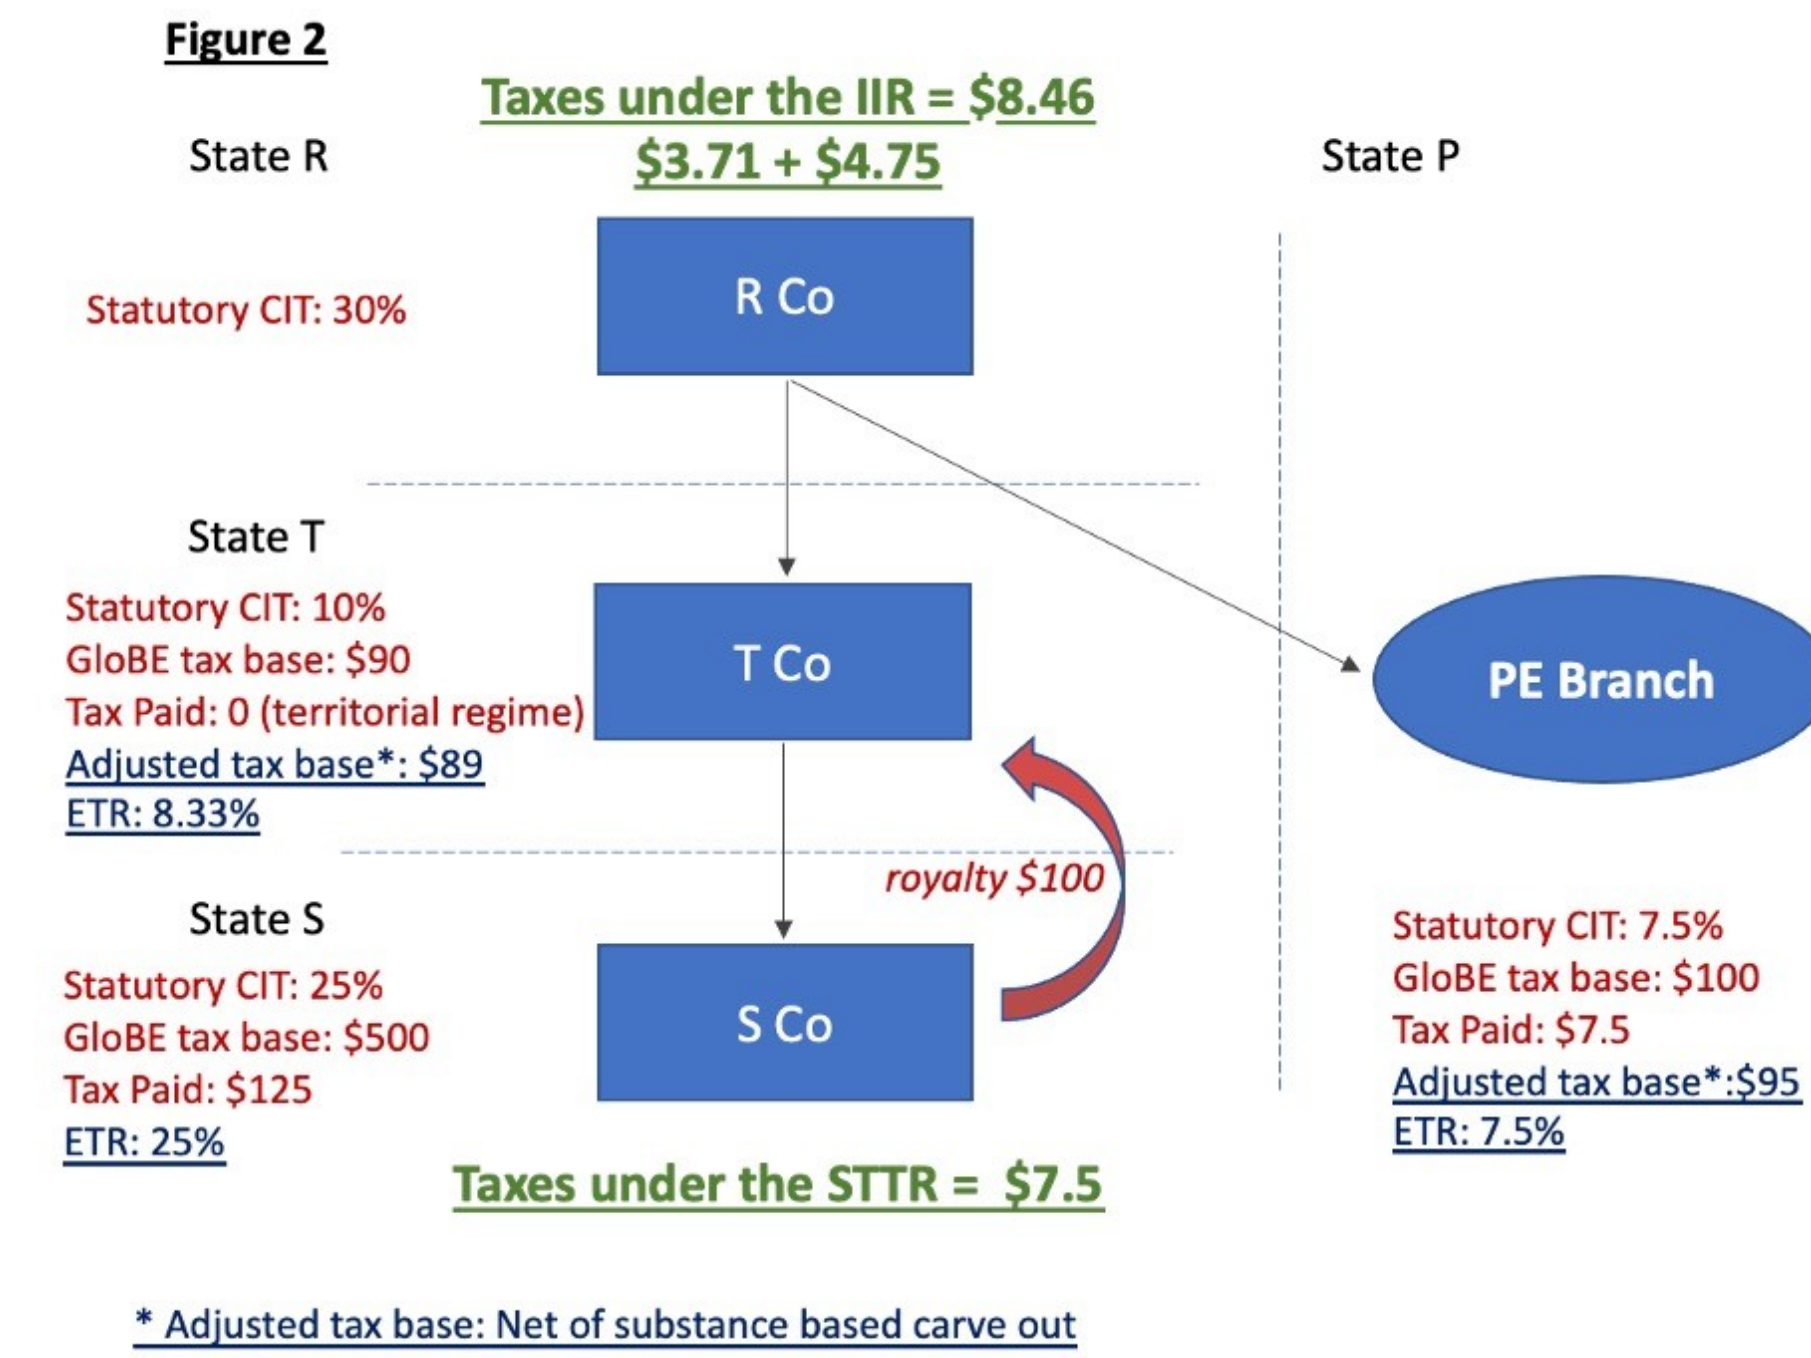 Figure 2
Taxes under the IIR = $8.46
$3.71 + $4.75
State R
State P
Statutory CIT: 30%
R Co
State T
Statutory CIT: 10%
GloBE tax base: $90
Tax Paid: 0 (territorial regime)
Adjusted tax base*: $89
ETR: 8.33%
T Co
PE Branch
royalty $100
State S
Statutory CIT: 25%
GloBE tax base: $500
Tax Paid: $125
ETR: 25%
S Co
Statutory CIT: 7.5%
GloBE tax base: $100
Tax Paid: $7.5
Adjusted tax base*:$95
ETR: 7.5%
Taxes under the STTR = $7.5
* Adjusted tax base: Net of substance based carve out